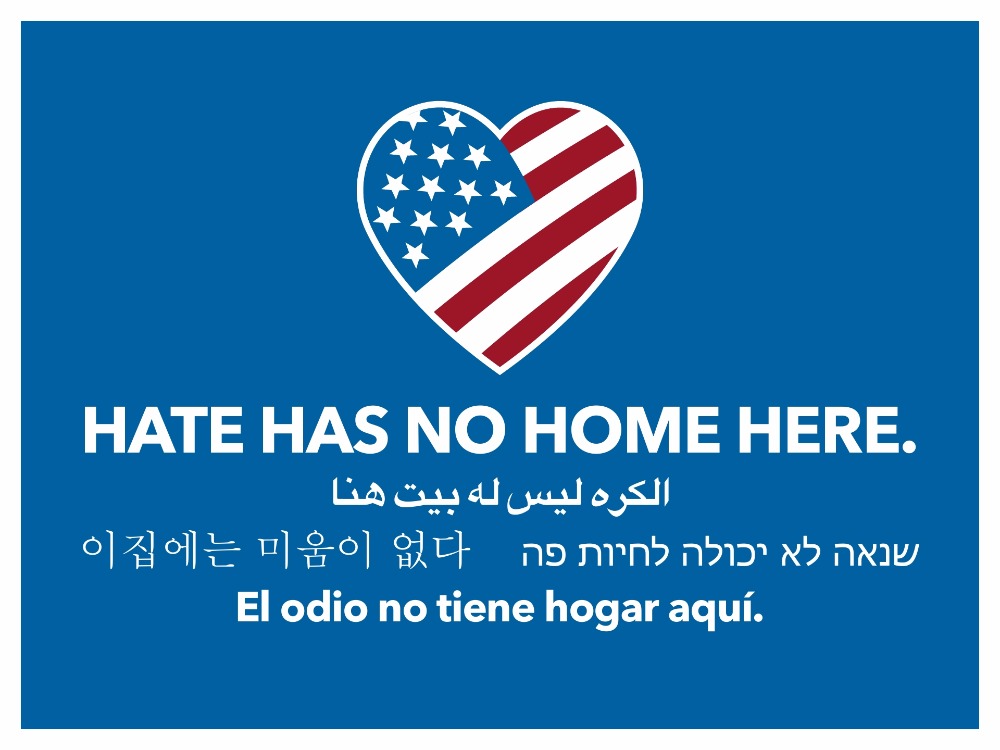 HATE HAS NO HOME HERE.
الكره ليس له بيت هنا
이집에는 미움이 없다 שנאה לא יכולה לחיות פה
El odio no tiene hogar aquí.